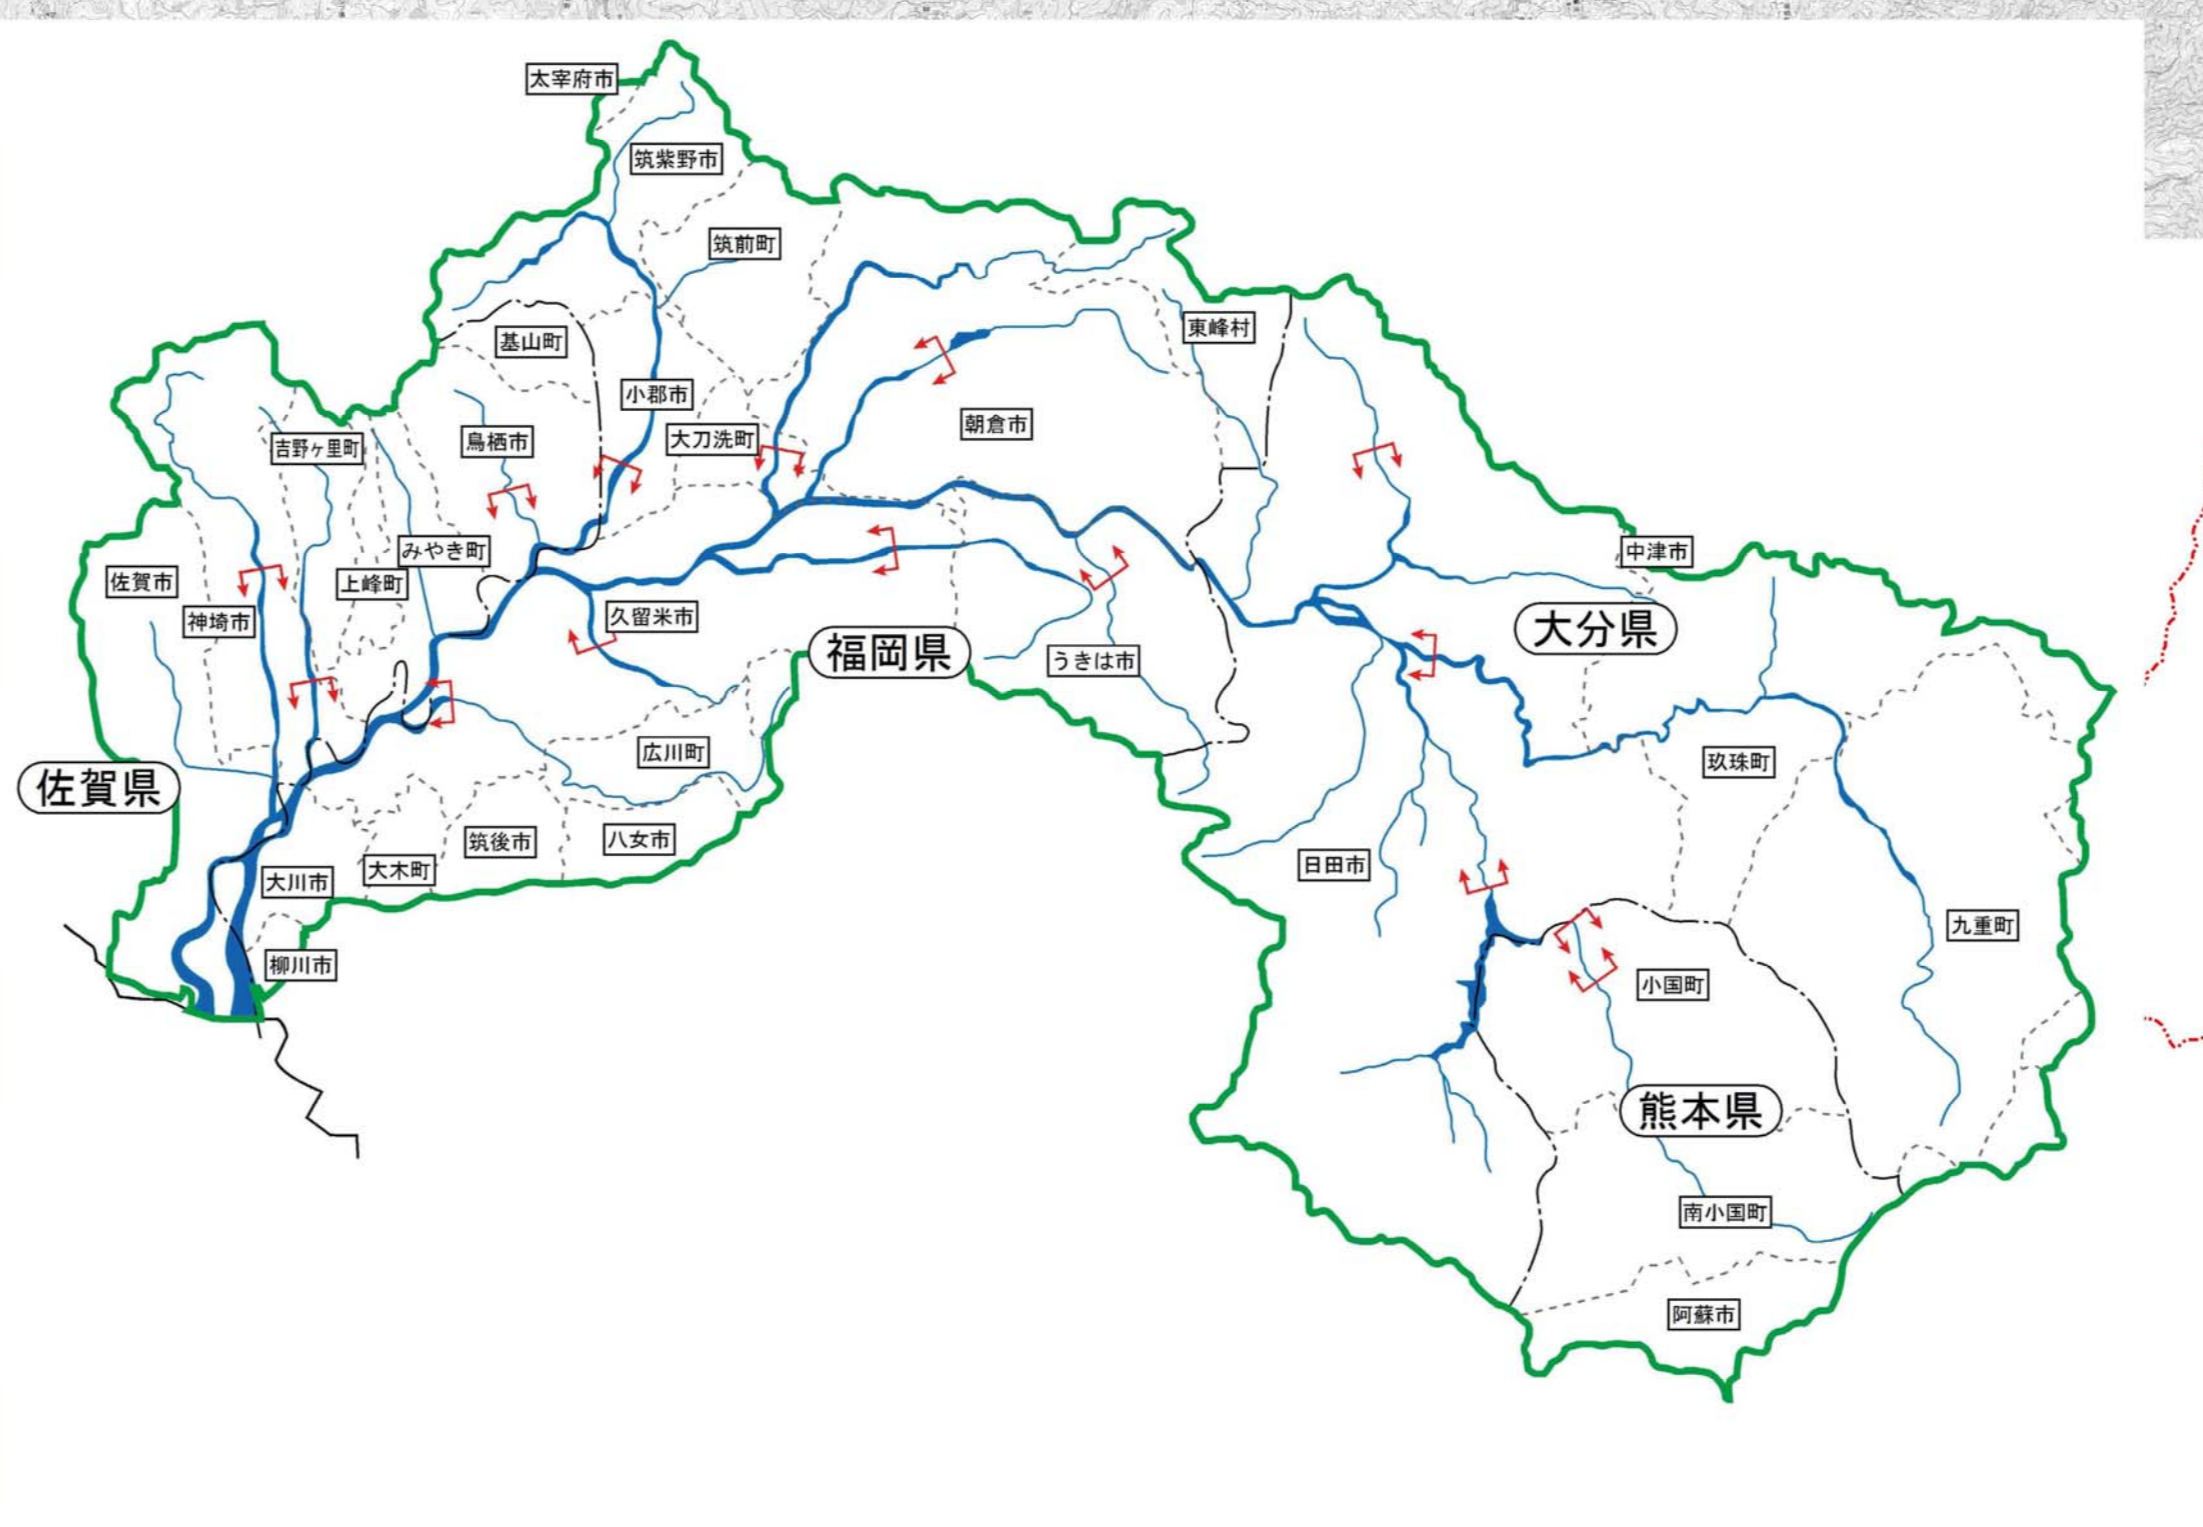 太宰府市
筑紫野市
筑前町
東峰村
基山町
小郡市
朝倉市
大刀洗町
鳥栖市
吉野ヶ里町
みやき町
中津市
佐賀市
上峰町
神埼市
久留米市
大分県
福岡県
うきは市
広川町
玖珠町
佐賀県
筑後市
八女市
日田市
大木町
大川市
九重町
柳川市
小国町
熊本県
南小国町
阿蘇市